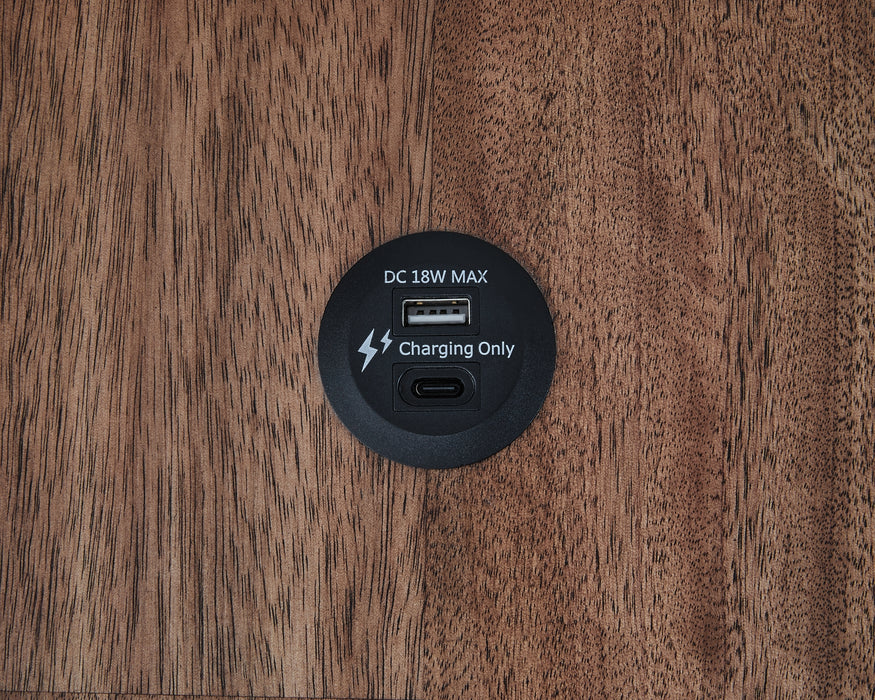 DC 18W MAX
Charging Only